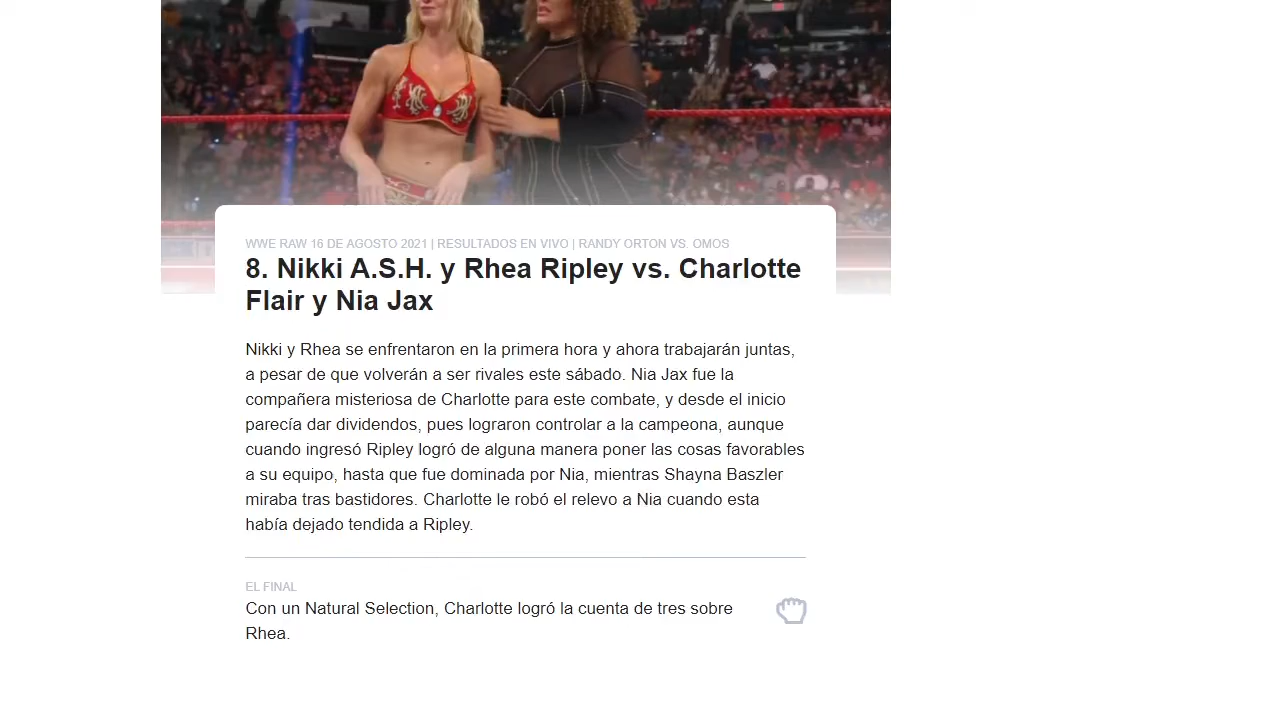 WWE RAW 16 DE AGOSTO 2021 | RESULTADOS EN VIVO | RANDY ORTON VS. OMOS
8. Nikki A.S.H. y Rhea Ripley vs. Charlotte
Flair y Nia Jax
Nikki y Rhea se enfrentaron en la primera hora y ahora trabajarán juntas,
a pesar de que volverán a ser rivales este sábado. Nia Jax fue la
compañera misteriosa de Charlotte para este combate, y desde el inicio
parecía dar dividendos, pues lograron controlar a la campeona, aunque
cuando ingresó Ripley logró de alguna manera poner las cosas favorables
a su equipo, hasta que fue dominada por Nia, mientras Shayna Baszler
miraba tras bastidores. Charlotte le robó el relevo a Nia cuando esta
había dejado tendida a Ripley.
EL FINAL
Con un Natural Selection, Charlotte logró la cuenta de tres sobre
Rhea.